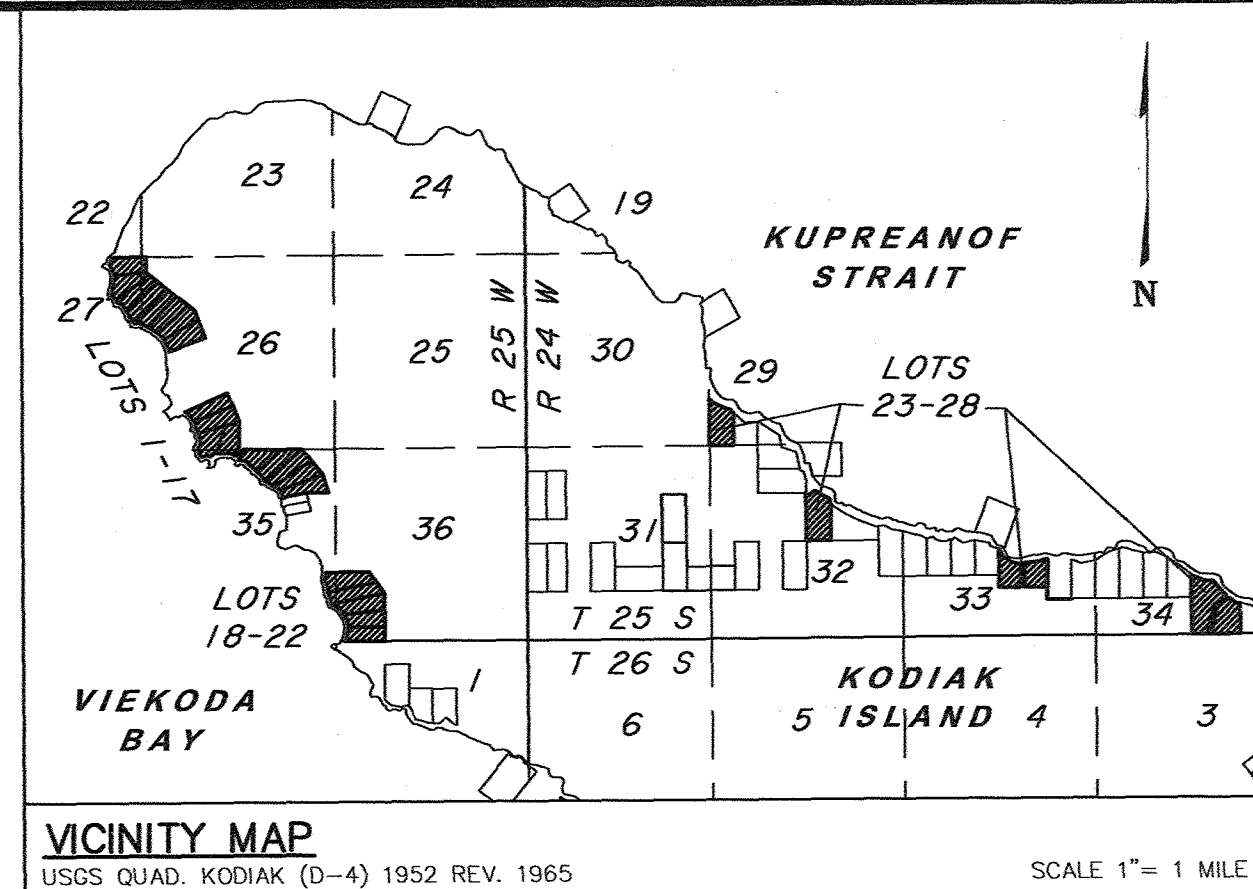 23
24
22
19
KUPREANOF
STRAIT
N
27
26
25
R 25 W
R 24 W
30
29
LOTS
23-28
LOTS 1-17
35
36
31
32
33
34
LOTS
18-22
T 25 S
T 26 S
VIEKODA
BAY
1
6
5
KODIAK
ISLAND
4
3
VICINITY MAP
USGS QUAD. KODIAK (D-4) 1952 REV. 1965
SCALE 1"= 1 MILE